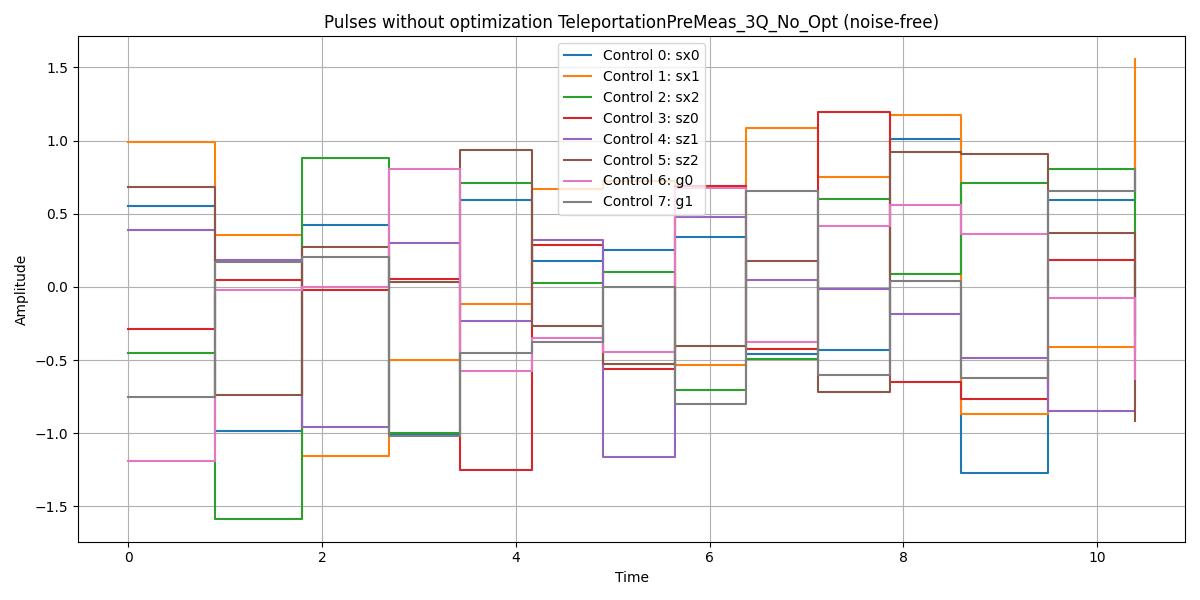 Pulses without optimization TeleportationPreMeas_3Q_No_Opt (noise-free)
Amplitude
1.5
1.0
0.5
0.0
−0.5
−1.0
−1.5
Control 0: sx0
Control 1: sx1
Control 2: sx2
Control 3: sz0
Control 4: sz1
Control 5: sz2
Control 6: g0
Control 7: g1
0 2 4 6 8 10
Time